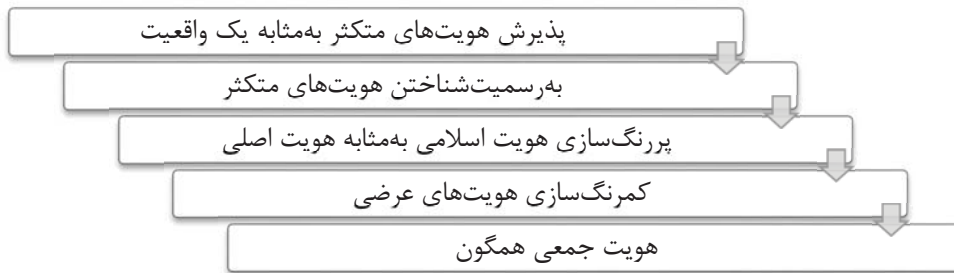 پذیرش هویت‌های متکثر به‌مثابه یک واقعیت
به‌رسمیت‌شناختن هویت‌های متکثر
پررنگ‌سازی هویت اسلامی به‌مثابه هویت اصلی
کمرنگ‌سازی هویت‌های عرضی
هویت جمعی همگون